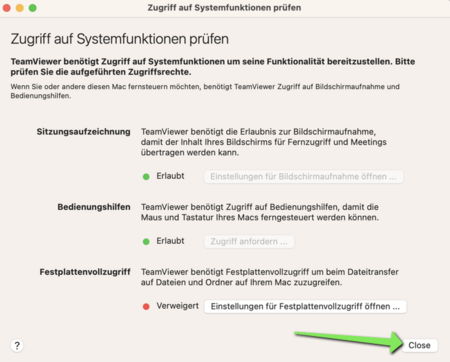 Zugriff auf Systemfunktionen prüfen
Zugriff auf Systemfunktionen prüfen
TeamViewer benötigt Zugriff auf Systemfunktionen um seine Funktionalität bereitzustellen. Bitte
prüfen Sie die aufgeführten Zugriffsrechte.
Wenn Sie oder andere diesen Mac fernsteuern möchten, benötigt TeamViewer Zugriff auf Bildschirmaufnahme und
Bedienungshilfen.
Sitzungsaufzeichnung TeamViewer benötigt die Erlaubnis zur Bildschirmaufnahme,
damit der Inhalt Ihres Bildschirms für Fernzugriff und Meetings
übertragen werden kann.
Erlaubt Einstellungen für Bildschirmaufnahme öffnen ...
Bedienungshilfen TeamViewer benötigt Zugriff auf Bedienungshilfen, damit die
Maus und Tastatur Ihres Macs ferngesteuert werden können.
Erlaubt Zugriff anfordern ...
Festplattenvollzugriff TeamViewer benötigt Festplattenvollzugriff um beim Dateitransfer
auf Dateien und Ordner auf Ihrem Mac zuzugreifen.
Verweigert Einstellungen für Festplattenvollzugriff öffnen ...
? Close